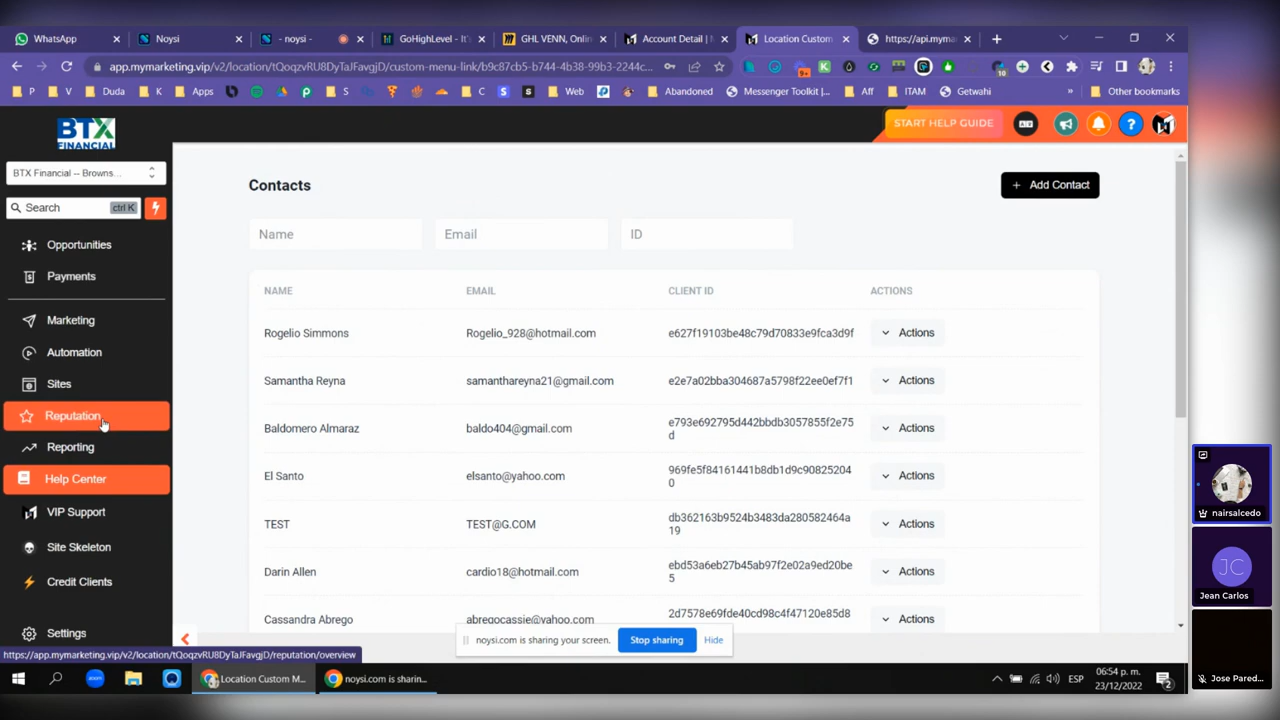 WhatsApp
Noysi
- noysi -
GoHighLevel - It's
GHL VENN, Onlin
Account Detail | M
Location Custom
https://api.mymark
app.mymarketing.vip/v2/location/tQoqzvRU8DyTaJFavgjD/custom-menu-link/b9c87cb5-b744-4b38-99b3-2244c...
P
V
Duda
K
Apps
S
C
Web
Abandoned
Messenger Toolkit |...
Aff
ITAM
Getwahi
Other bookmarks
9+
10
BTX
FINANCIAL
START HELP GUIDE
BTX Financial -- Browns...
Search
ctrl K
Opportunities
Payments
Marketing
Automation
Sites
Reputation
Reporting
Help Center
VIP Support
Site Skeleton
Credit Clients
Settings
Contacts
+ Add Contact
Name
Email
ID
NAME EMAIL CLIENT ID ACTIONS
Rogelio Simmons Rogelio_928@hotmail.com e627f19103be48c79d70833e9fca3d9f Actions
Samantha Reyna samanthareyna21@gmail.com e2e7a02bba304687a5798f22ee0ef7f1 Actions
Baldomero Almaraz baldo404@gmail.com e793e692795d442bbdb3057855f2e75
d Actions
El Santo elsanto@yahoo.com 969fe5f84161441b8db1d9c90825204
0 Actions
TEST TEST@G.COM db362163b9524b3483da280582464a
19 Actions
Darin Allen cardio18@hotmail.com ebd53a6eb27b45ab97f2e02a9ed20be
5 Actions
Cassandra Abrego abregocassie@yahoo.com 2d7578e69fde40cd98c4f47120e85d8 Actions
noysi.com is sharing your screen.
Stop sharing
Hide
https://app.mymarketing.vip/v2/location/tQoqzvRU8DyTaJFavgjD/reputation/overview
Location Custom M...
noysi.com is sharin...
ESP
06:54 p. m.
23/12/2022
2
nairsalcedo
JC
Jean Carlos
Jose Pared...